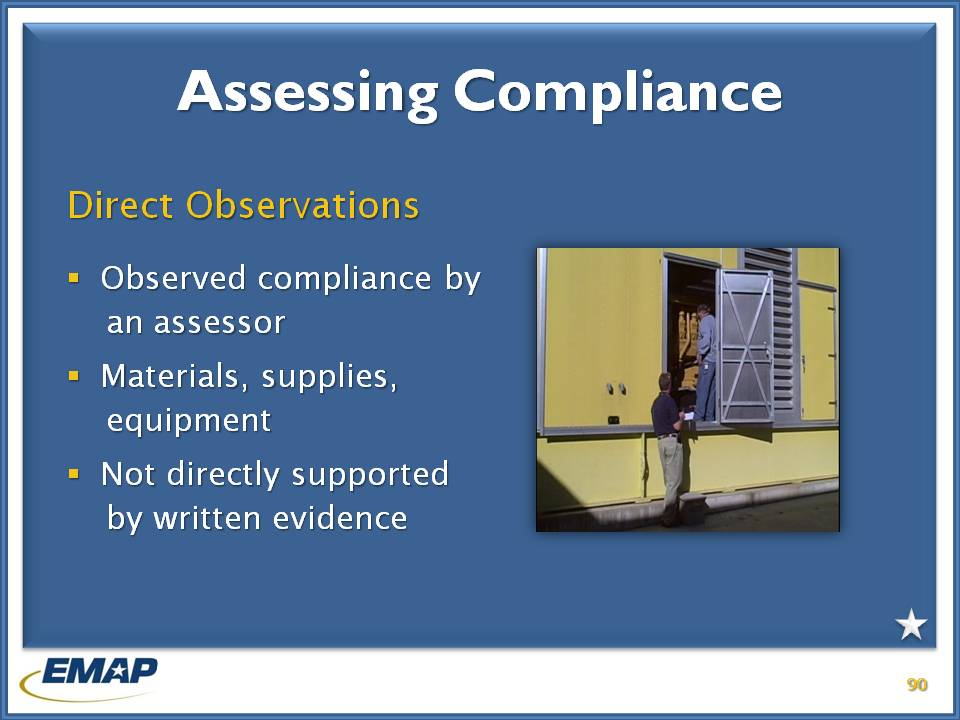 Assessing Compliance
Direct Observations
▪ Observed compliance by
an assessor
▪ Materials, supplies,
equipment
▪ Not directly supported
by written evidence
EMAP
90